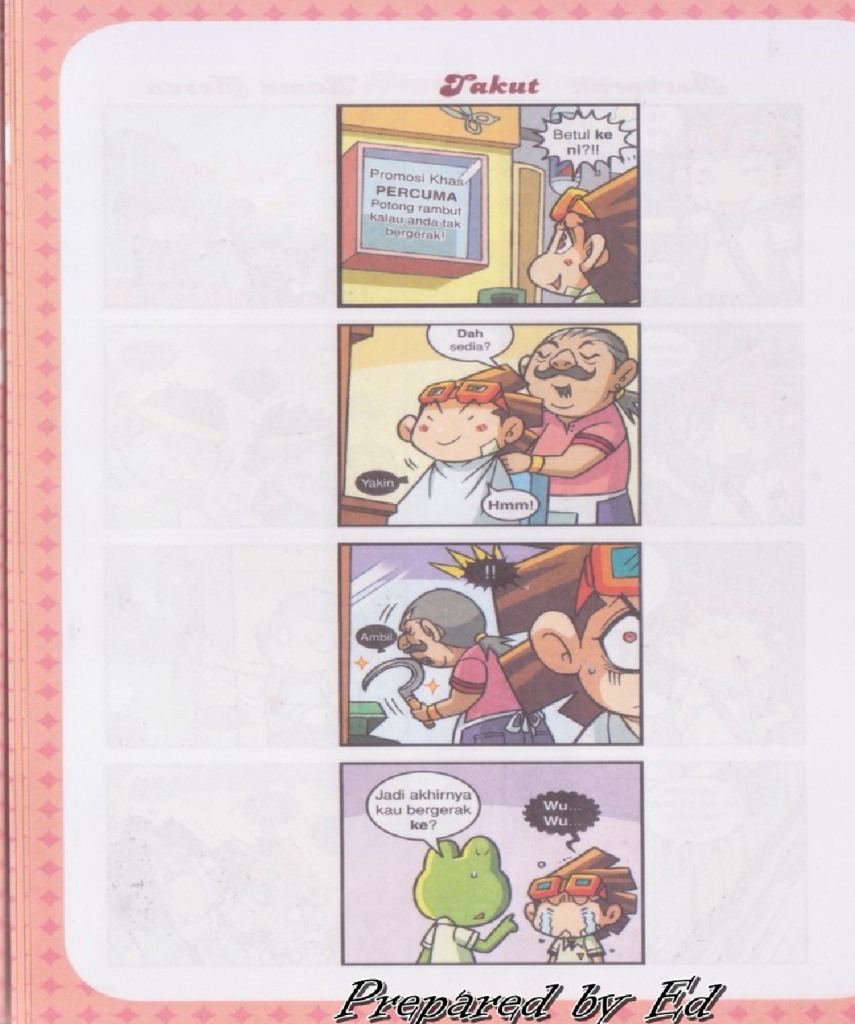 Takut
Betul ke
ni?!!
Promosi Khas
PERCUMA
Potong rambut
kalau anda tak
bergerak!
Dah
sedia?
Yakin
Hmm!
!!
Ambil
Jadi akhirnya
kau bergerak
ke?
Wu...
Wu...
Prepared by Ed